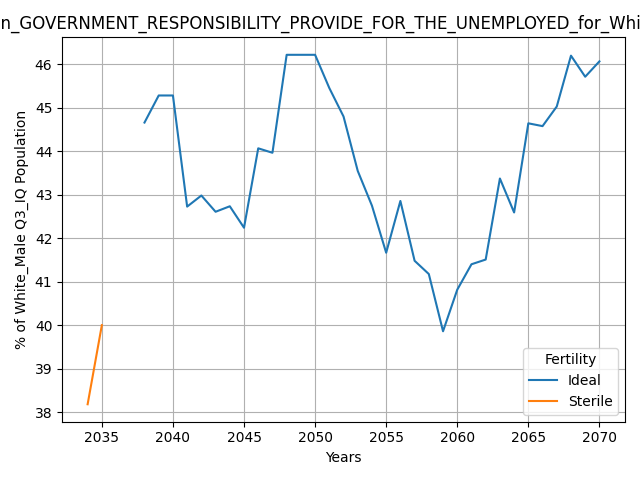 n_GOVERNMENT_RESPONSIBILITY_PROVIDE_FOR_THE_UNEMPLOYED_for_Whi
% of White_Male Q3_IQ Population
46
45
44
43
42
41
40
39
38
2035 2040 2045 2050 2055 2060 2065 2070
Years
Fertility
Ideal
Sterile